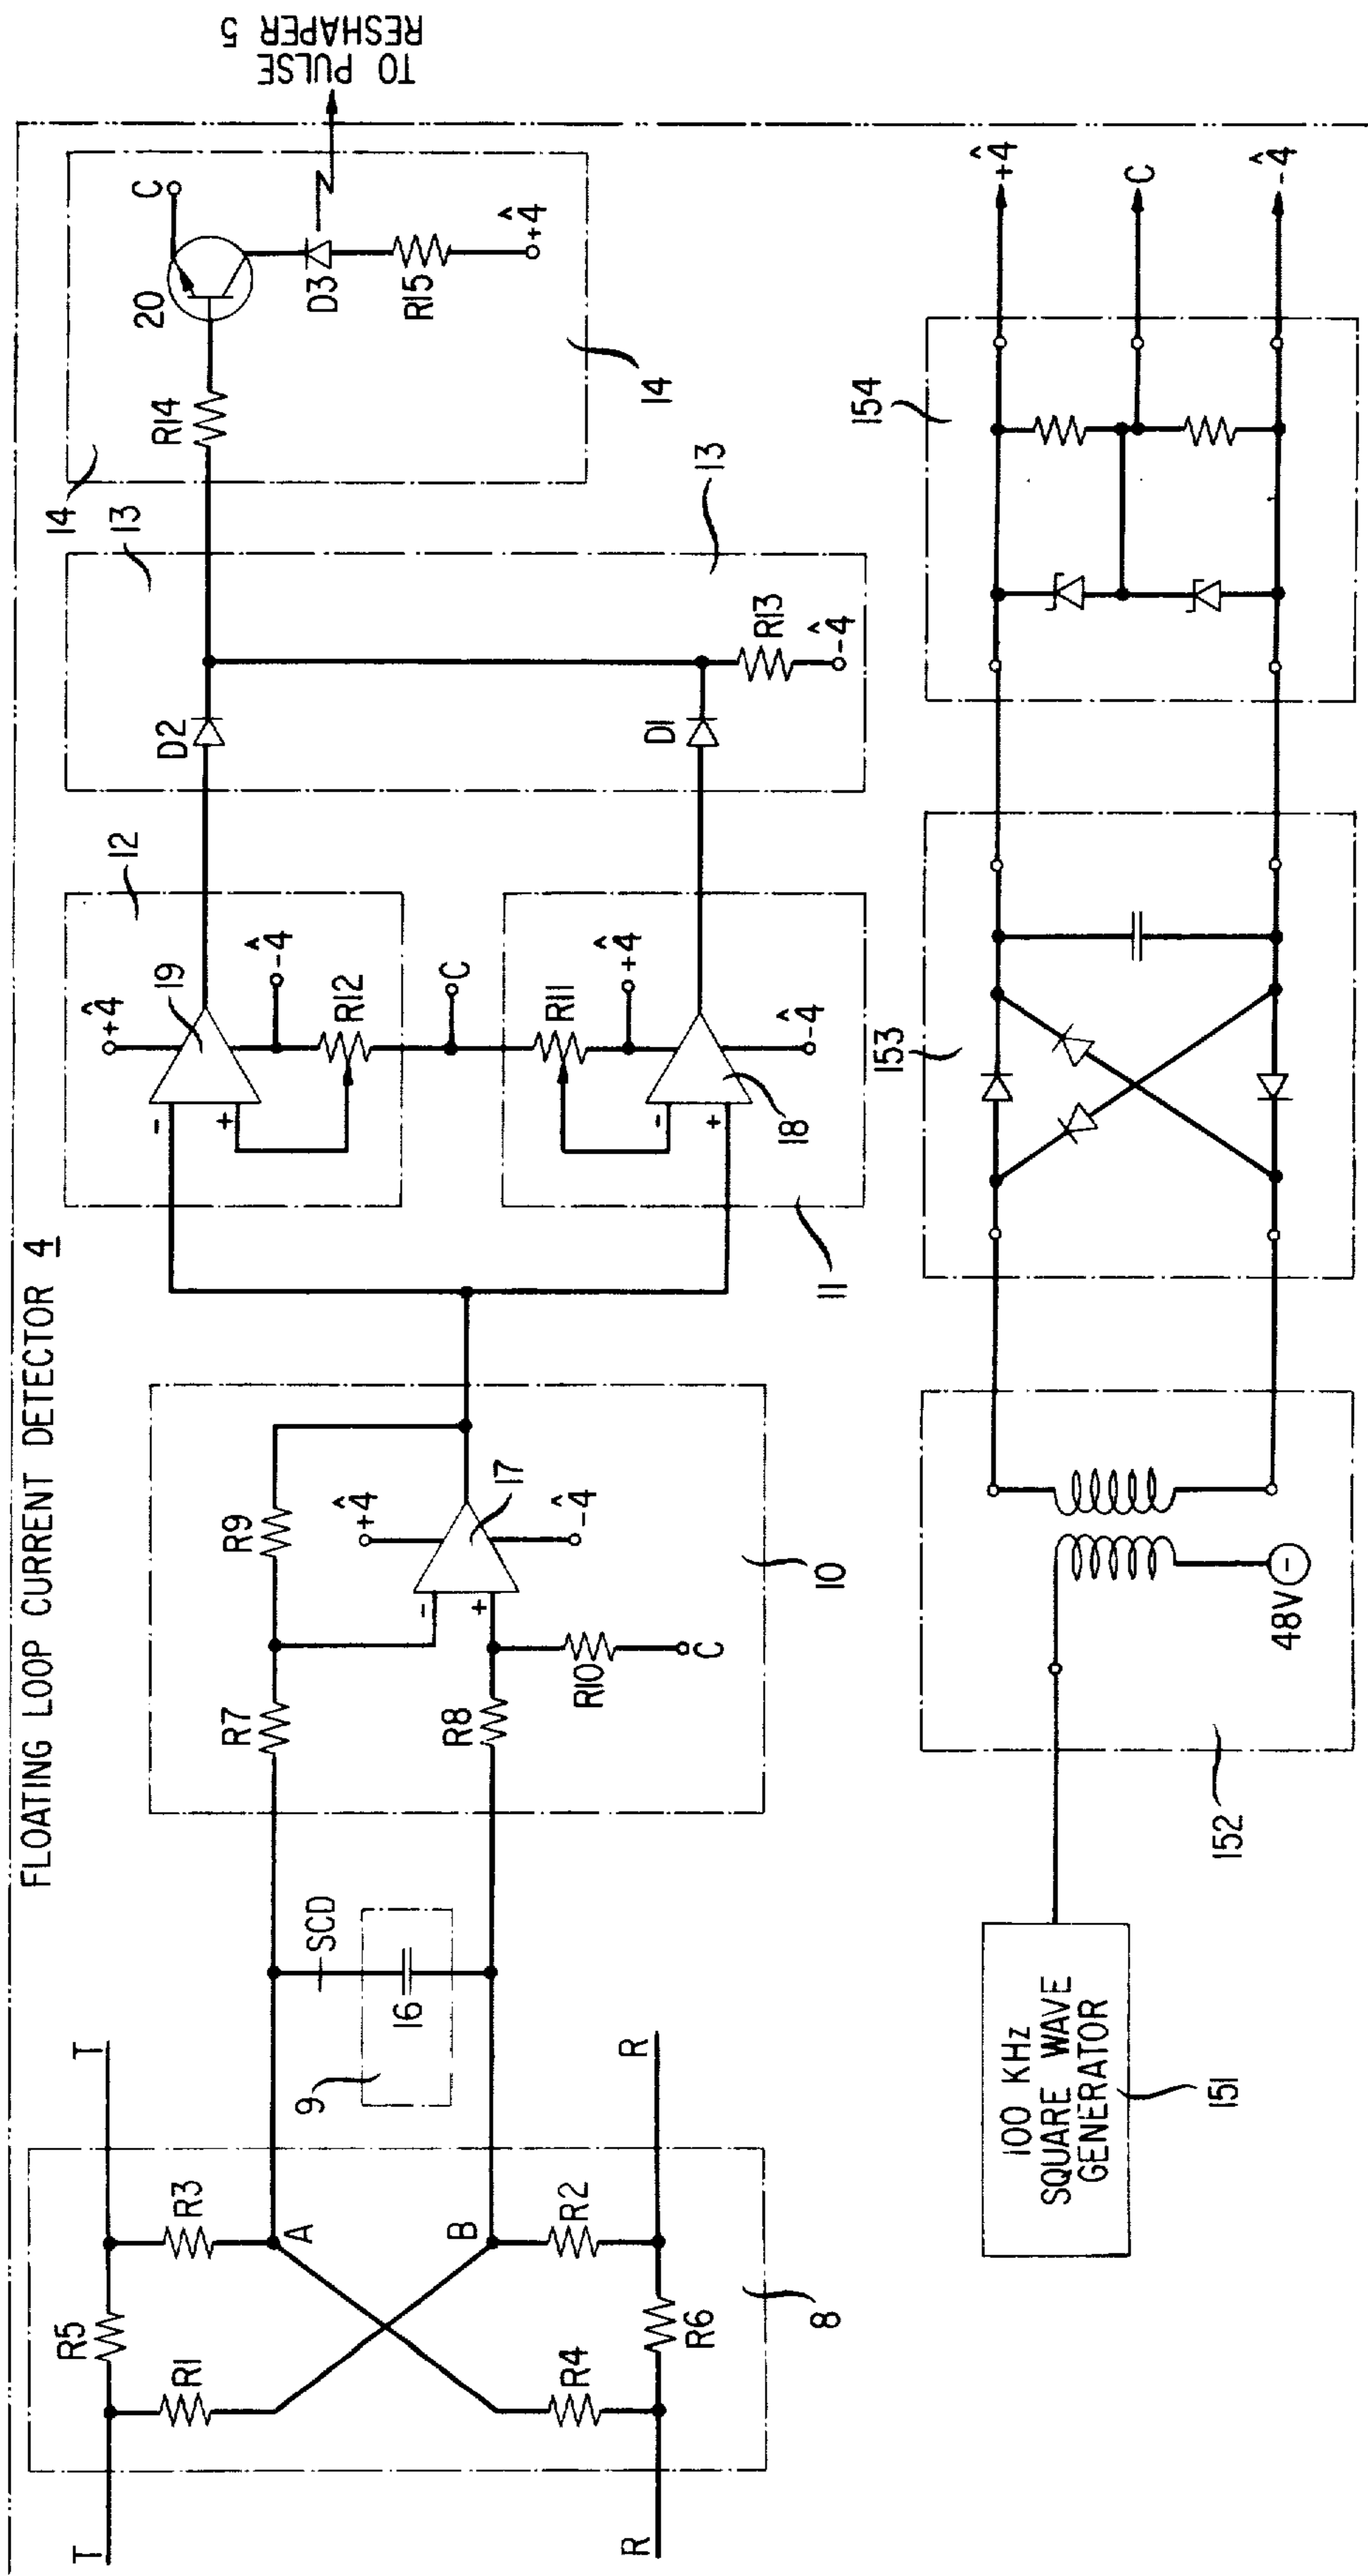 FLOATING LOOP CURRENT DETECTOR 4
T
T
R5
R1
R3
A
B
R4
R2
R6
R
R
8
9
16
SCD
R7
R8
R9
R10
C
-
+
+4̂
-4̂
17
10
12
+4̂
19
-
+
-4̂
R12
C
R11
+4̂
-
+
-4̂
18
11
13
D2
D1
R13
-4̂
13
14
R14
20
C
D3
R15
+4̂
14
TO PULSE
RESHAPER 5
100 KHz
SQUARE WAVE
GENERATOR
151
48V
-
152
153
154
+4̂
C
-4̂